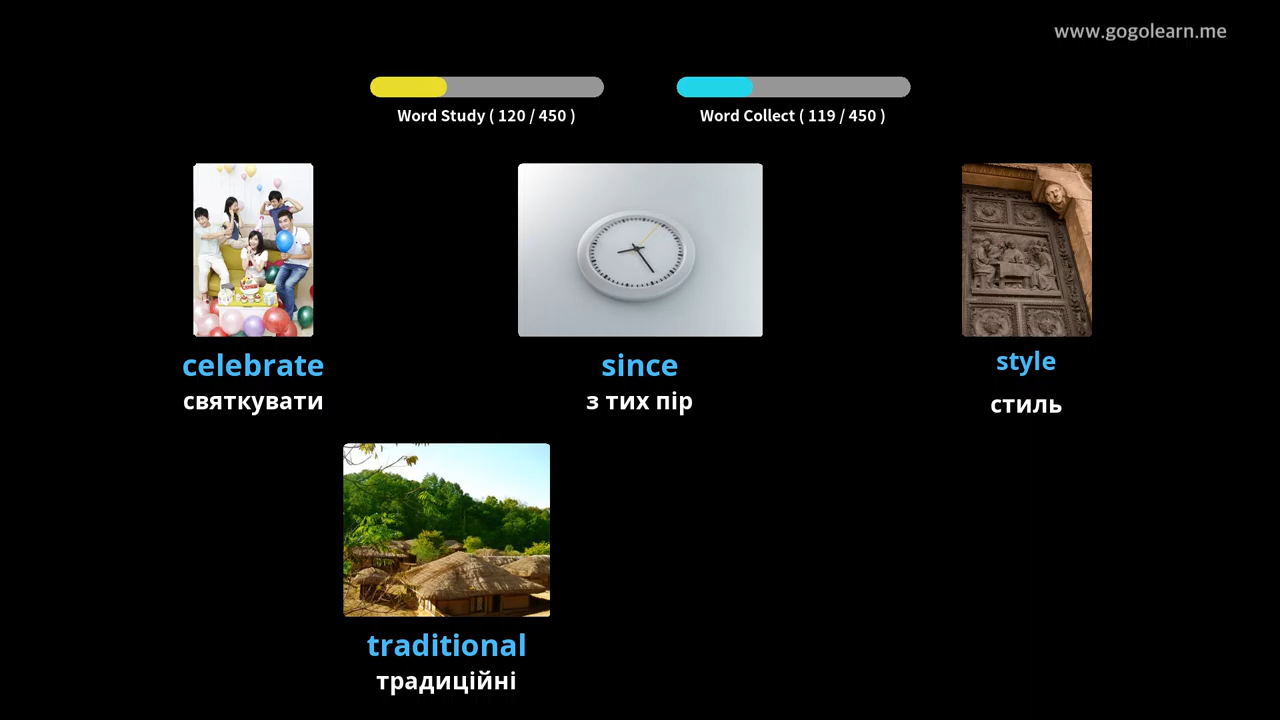 www.gogolearn.me
Word Study ( 120 / 450 )
Word Collect ( 119 / 450 )
celebrate
святкувати
since
з тих пір
style
стиль
traditional
традиційні